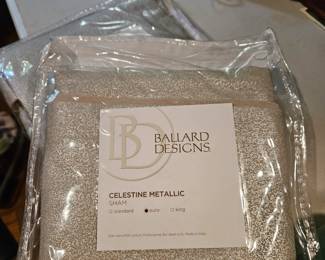 BD
BALLARD
DESIGNS
CELESTINE METALLIC
SHAM
standard euro king